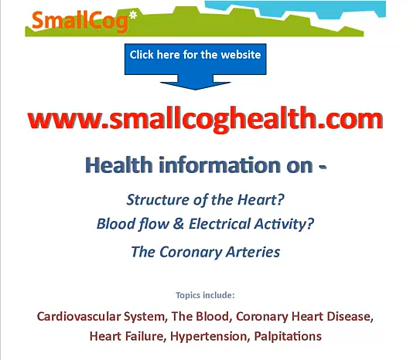 SmallCog
Click here for the website
www.smallcoghealth.com
Health information on -
Structure of the Heart?
Blood flow & Electrical Activity?
The Coronary Arteries
Topics include:
Cardiovascular System, The Blood, Coronary Heart Disease,
Heart Failure, Hypertension, Palpitations